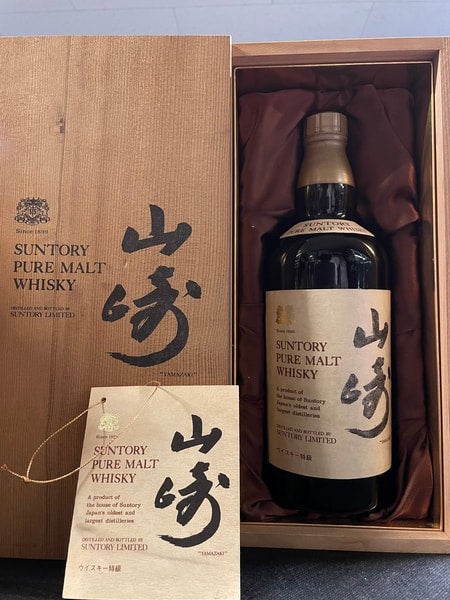 Since 1899
SUNTORY
PURE MALT
WHISKY
DISTILLED AND BOTTLED BY
SUNTORY LIMITED
山崎
"YAMAZAKI"
SUNTORY
PURE MALT WHISKY
Since 1899
SUNTORY
PURE MALT
WHISKY
A product of
the house of Suntory
Japan's oldest and
largest distilleries
DISTILLED AND BOTTLED BY
SUNTORY LIMITED
ウイスキー特級
山崎
Since 1899
SUNTORY
PURE MALT
WHISKY
A product of
the house of Suntory
Japan's oldest and
largest distilleries
DISTILLED AND BOTTLED BY
SUNTORY LIMITED
ウイスキー特級
山崎
"YAMAZAKI"